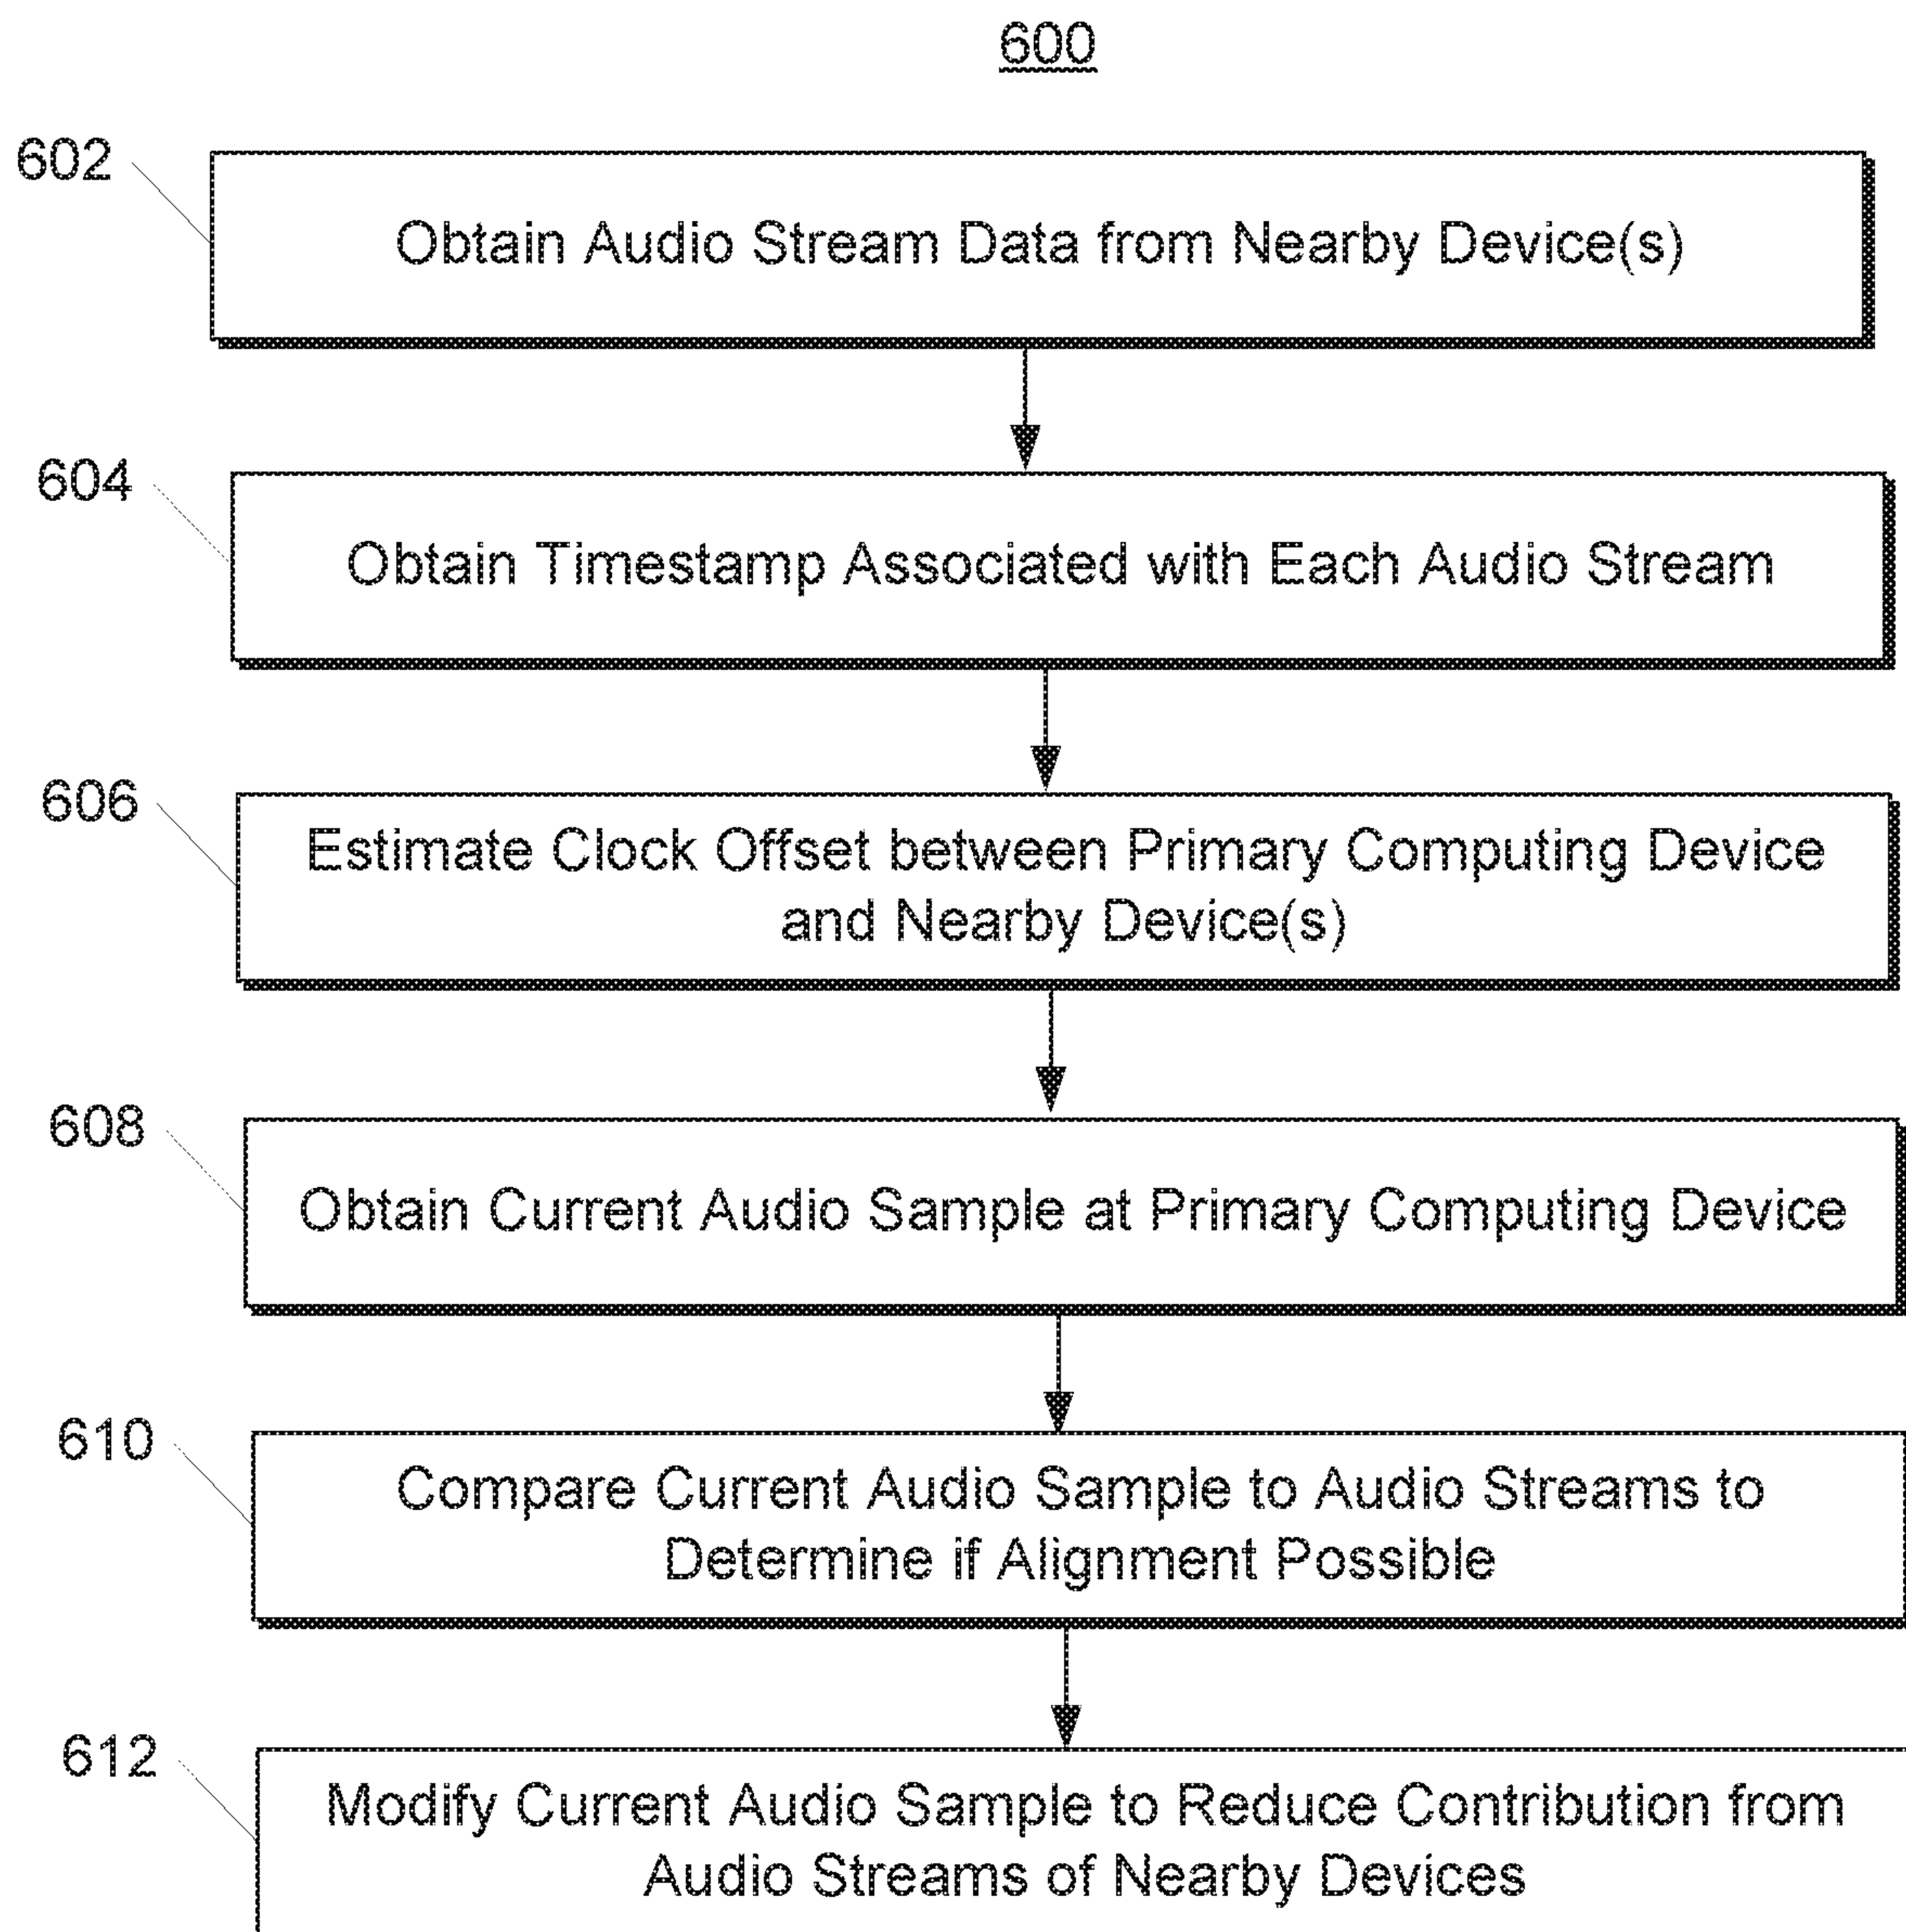 600
602
Obtain Audio Stream Data from Nearby Device(s)
604
Obtain Timestamp Associated with Each Audio Stream
606
Estimate Clock Offset between Primary Computing Device
and Nearby Device(s)
608
Obtain Current Audio Sample at Primary Computing Device
610
Compare Current Audio Sample to Audio Streams to
Determine if Alignment Possible
612
Modify Current Audio Sample to Reduce Contribution from
Audio Streams of Nearby Devices